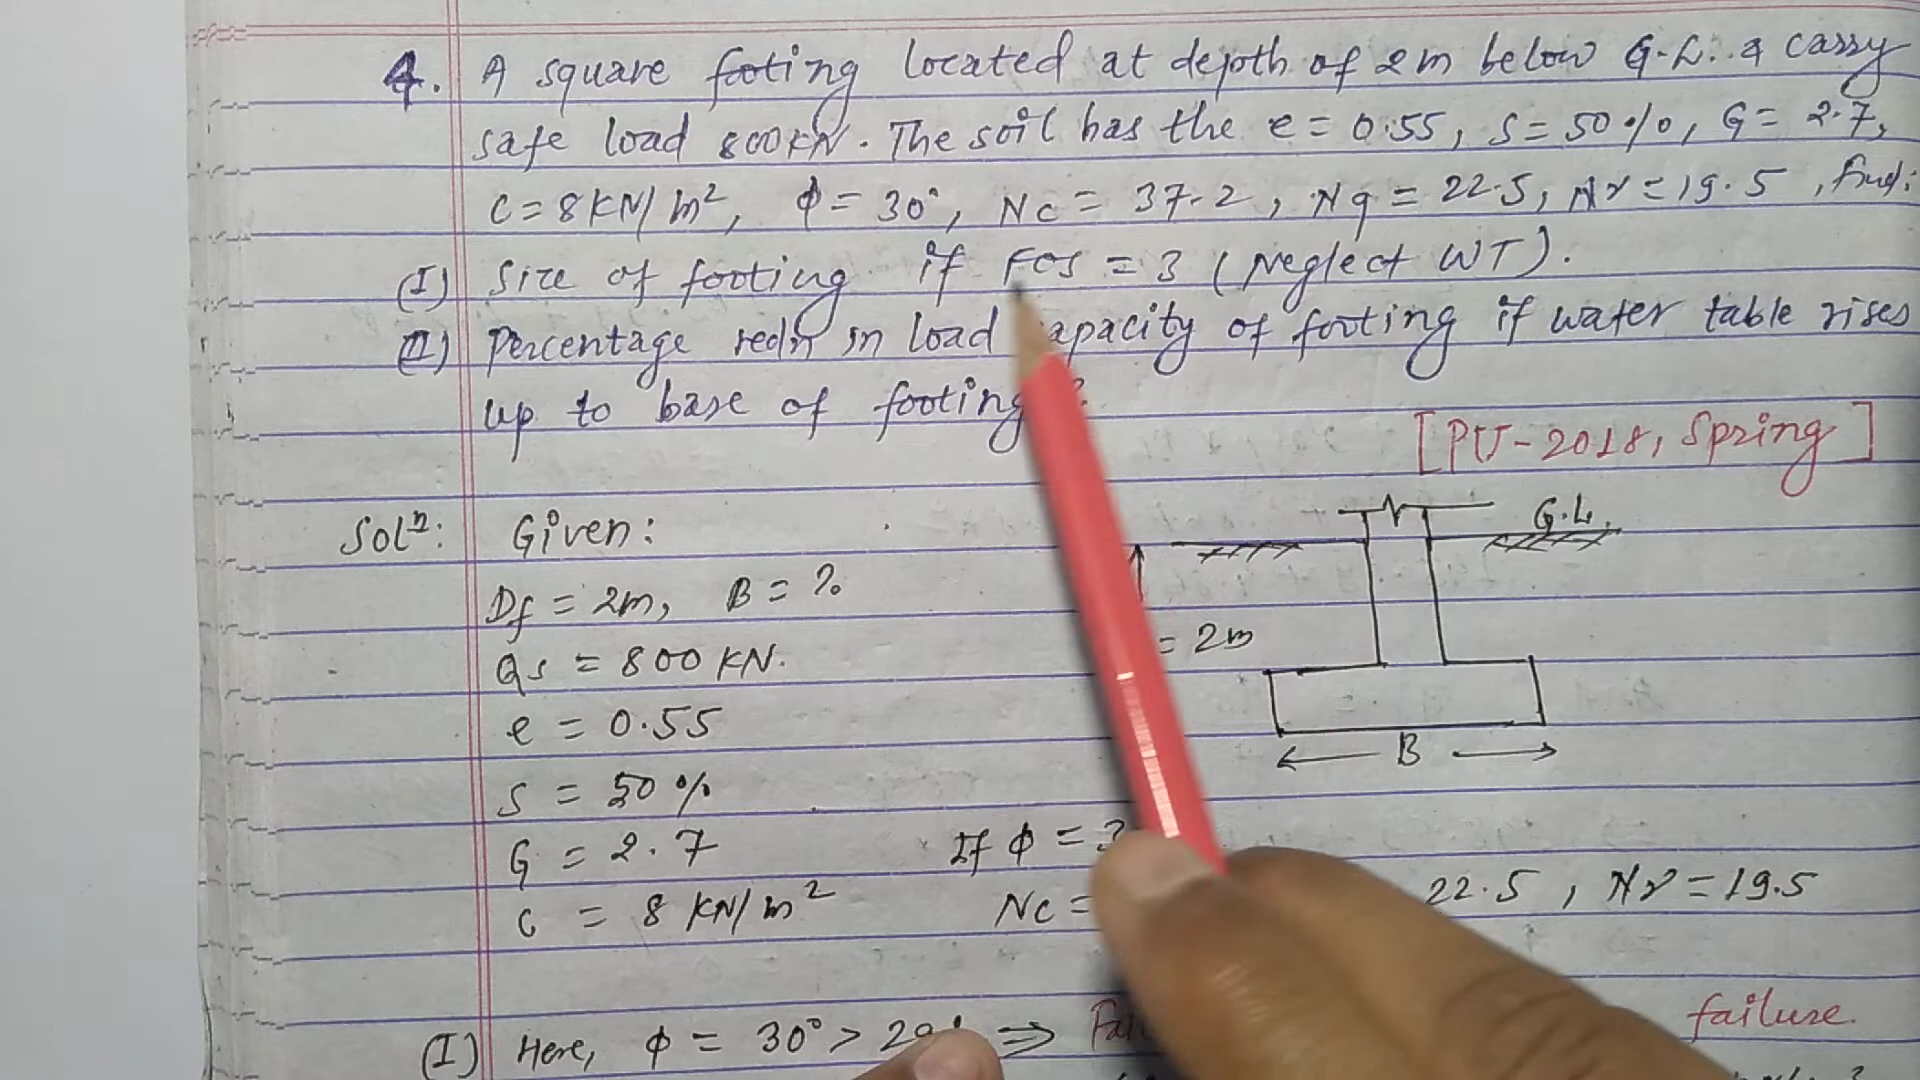 4. A square footing located at depth of 2m below G.L. & carry
safe load 800KN. The soil has the e = 0.55, S = 50%, G = 2.7,
C = 8KN/m², φ = 30°, Nc = 37.2, Nq = 22.5, Nγ = 19.5, find:
(I) Size of footing if FOS = 3 (Neglect WT).
(II) Percentage redⁿ in load apacity of footing if water table rises
up to base of footing?
[PU-2018, Spring]
Solⁿ: Given:
G.L.
Df = 2m, B = ?
= 2m
Qs = 800 KN.
e = 0.55
B
S = 50%
G = 2.7
If φ = 3
C = 8 KN/m²
Nc = 22.5, Nγ = 19.5
(I) Here, φ = 30° > 29° ⇒ failure.